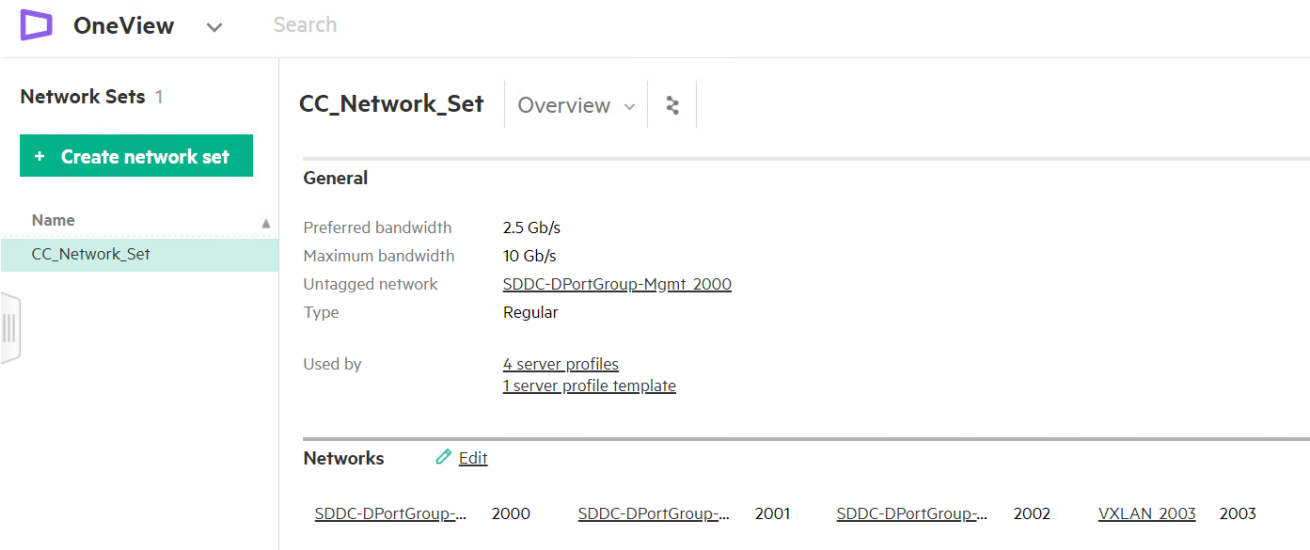 OneView
Search
Network Sets 1
+ Create network set
Name
CC_Network_Set
CC_Network_Set
Overview
General
Preferred bandwidth 2.5 Gb/s
Maximum bandwidth 10 Gb/s
Untagged network SDDC-DPortGroup-Mgmt_2000
Type Regular
Used by 4 server profiles
1 server profile template
Networks Edit
SDDC-DPortGroup-... 2000 SDDC-DPortGroup-... 2001 SDDC-DPortGroup-... 2002 VXLAN_2003 2003